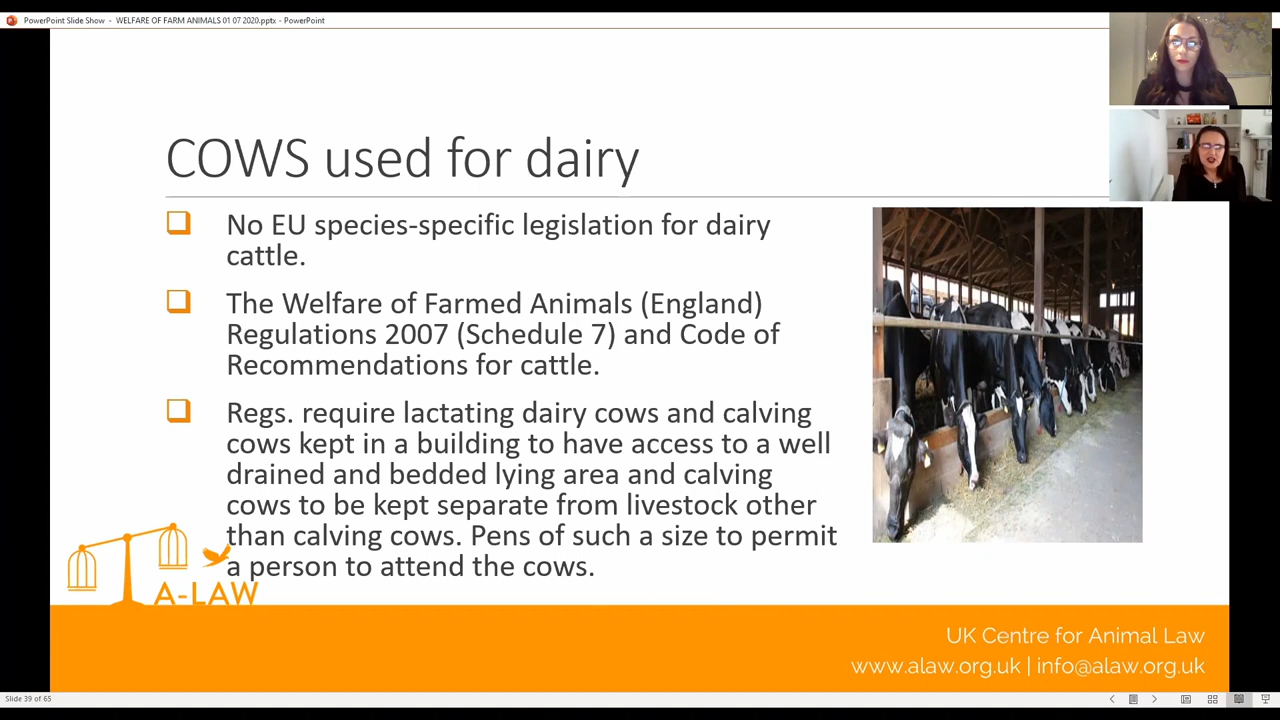 PowerPoint Slide Show - WELFARE OF FARM ANIMALS 01 07 2020.pptx - PowerPoint
COWS used for dairy
No EU species-specific legislation for dairy
cattle.
The Welfare of Farmed Animals (England)
Regulations 2007 (Schedule 7) and Code of
Recommendations for cattle.
Regs. require lactating dairy cows and calving
cows kept in a building to have access to a well
drained and bedded lying area and calving
cows to be kept separate from livestock other
than calving cows. Pens of such a size to permit
a person to attend the cows.
A-LAW
UK Centre for Animal Law
www.alaw.org.uk | info@alaw.org.uk
Slide 39 of 65